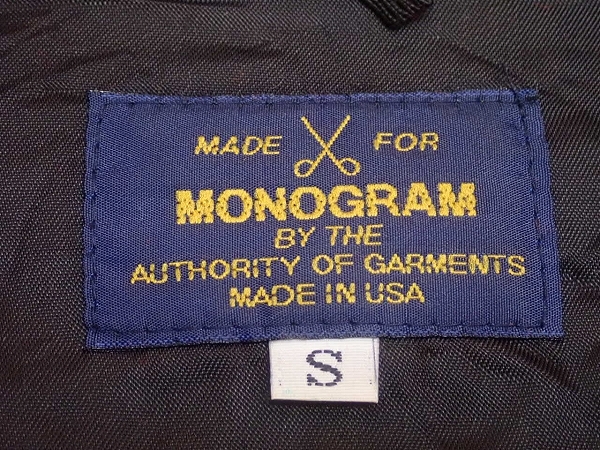 MADE FOR
MONOGRAM
BY THE
AUTHORITY OF GARMENTS
MADE IN USA
S